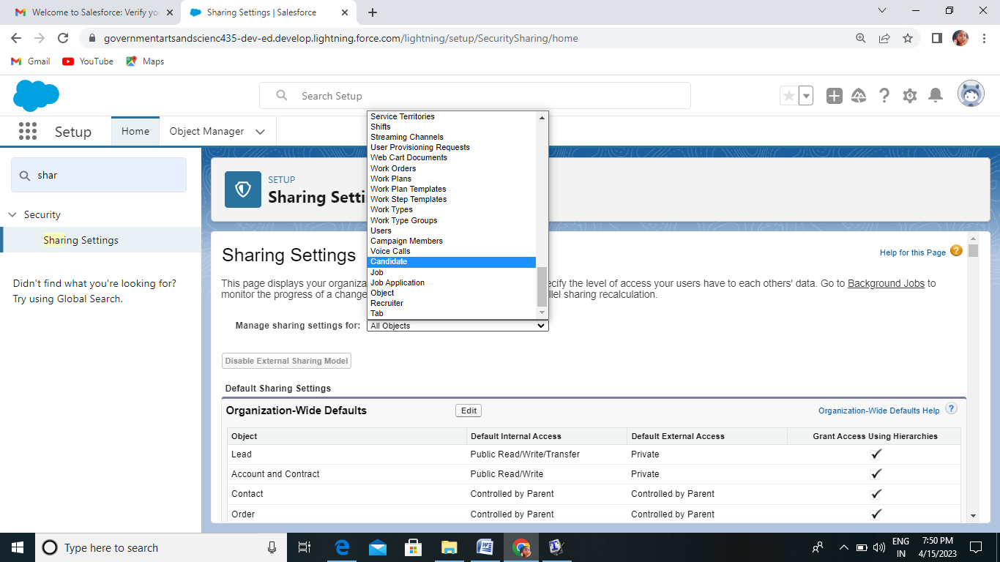 Welcome to Salesforce: Verify yo
Sharing Settings | Salesforce
governmentartsandscienc435-dev-ed.develop.lightning.force.com/lightning/setup/SecuritySharing/home
Gmail
YouTube
Maps
Search Setup
Setup
Home
Object Manager
shar
Security
Sharing Settings
Didn't find what you're looking for?
Try using Global Search.
SETUP
Sharing Setti
Service Territories
Shifts
Streaming Channels
User Provisioning Requests
Web Cart Documents
Work Orders
Work Plans
Work Plan Templates
Work Step Templates
Work Types
Work Type Groups
Users
Campaign Members
Voice Calls
Candidate
Job
Job Application
Object
Recruiter
Tab
Sharing Settings
Help for this Page
This page displays your organiza ecify the level of access your users have to each others' data. Go to Background Jobs to
monitor the progress of a change llel sharing recalculation.
Manage sharing settings for: All Objects
Disable External Sharing Model
Default Sharing Settings
Organization-Wide Defaults Edit Organization-Wide Defaults Help
Object Default Internal Access Default External Access Grant Access Using Hierarchies
Lead Public Read/Write/Transfer Private
Account and Contract Public Read/Write Private
Contact Controlled by Parent Controlled by Parent
Order Controlled by Parent Controlled by Parent
Type here to search
ENG
IN
7:50 PM
4/15/2023